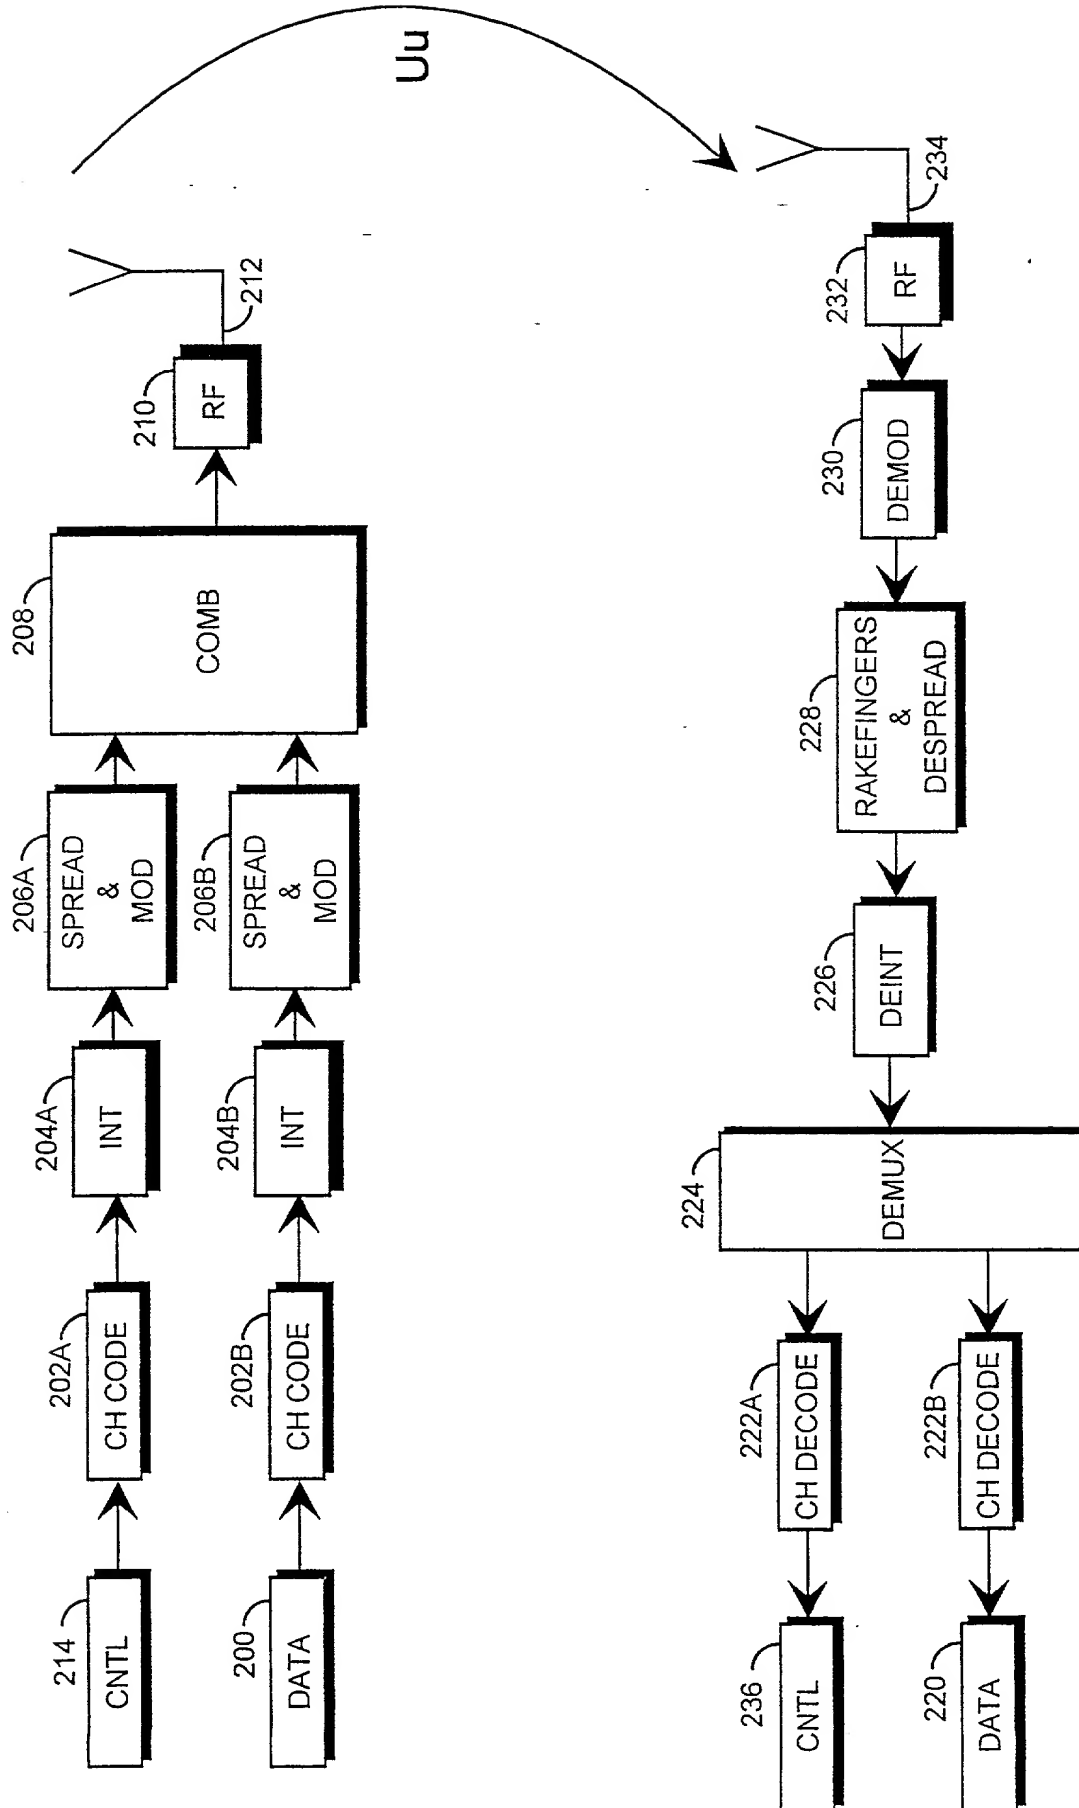 214
CNTL
202A
CH CODE
204A
INT
206A
SPREAD
&
MOD
200
DATA
202B
CH CODE
204B
INT
206B
SPREAD
&
MOD
208
COMB
210
RF
212
Uu
236
CNTL
222A
CH DECODE
220
DATA
222B
CH DECODE
224
DEMUX
226
DEINT
228
RAKEFINGERS
&
DESPREAD
230
DEMOD
232
RF
234